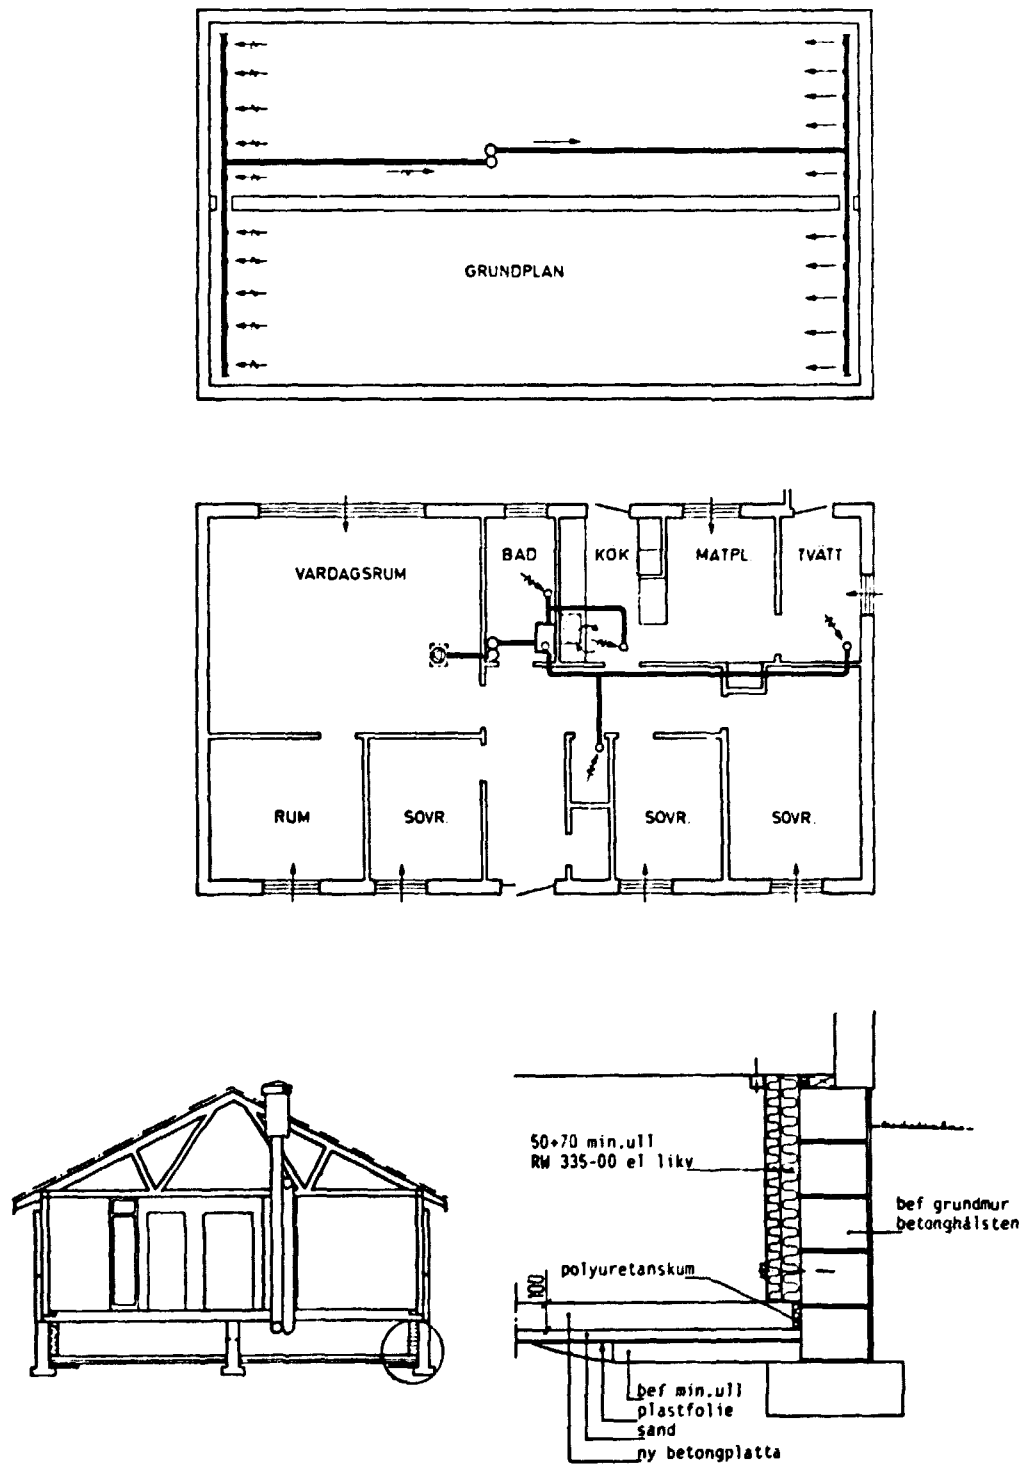 GRUNDPLAN
VARDAGSRUM
BAD
KÖK
MATPL
TVÄTT
RUM
SOVR.
SOVR.
SOVR.
50+70 min.ull
RW 335-00 el likv
bef grundmur
betonghålsten
polyuretanskum
100
bef min.ull
plastfolie
sand
ny betongplatta